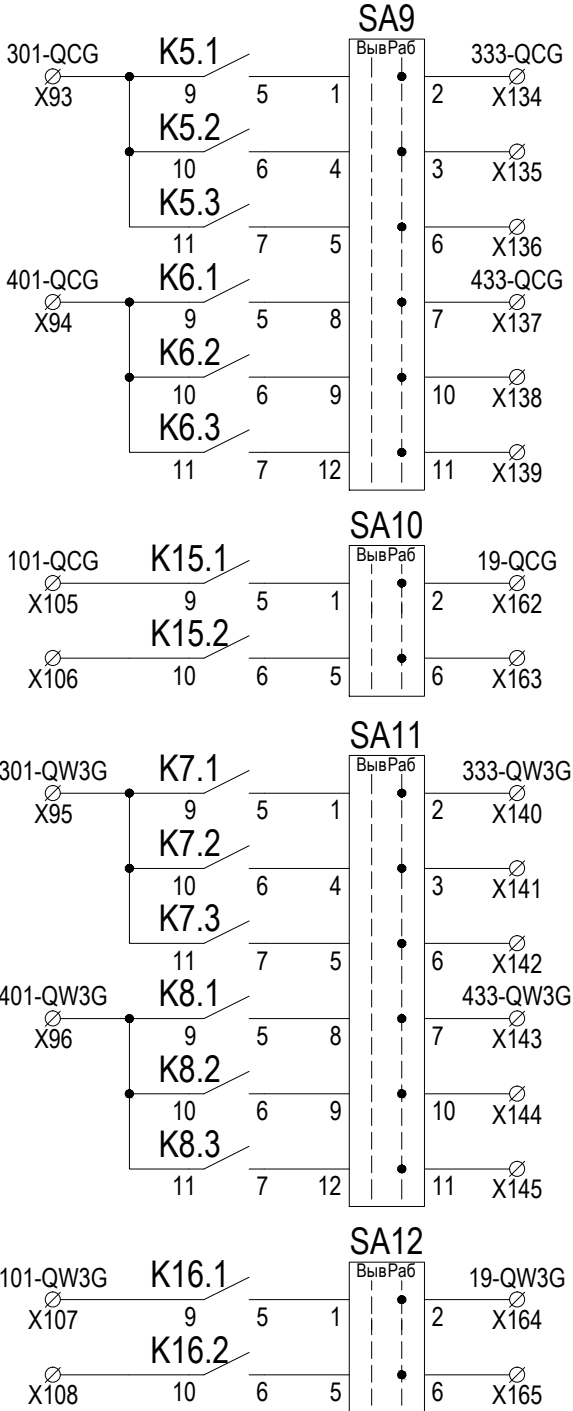 SA9
ВывРаб
301-QCG K5.1 333-QCG
X93 9 5 1 2 X134
K5.2
10 6 4 3 X135
K5.3
11 7 5 6 X136
401-QCG K6.1 433-QCG
X94 9 5 8 7 X137
K6.2
10 6 9 10 X138
K6.3
11 7 12 11 X139
SA10
ВывРаб
101-QCG K15.1 19-QCG
X105 9 5 1 2 X162
K15.2
X106 10 6 5 6 X163
SA11
ВывРаб
301-QW3G K7.1 333-QW3G
X95 9 5 1 2 X140
K7.2
10 6 4 3 X141
K7.3
11 7 5 6 X142
401-QW3G K8.1 433-QW3G
X96 9 5 8 7 X143
K8.2
10 6 9 10 X144
K8.3
11 7 12 11 X145
SA12
ВывРаб
101-QW3G K16.1 19-QW3G
X107 9 5 1 2 X164
K16.2
X108 10 6 5 6 X165